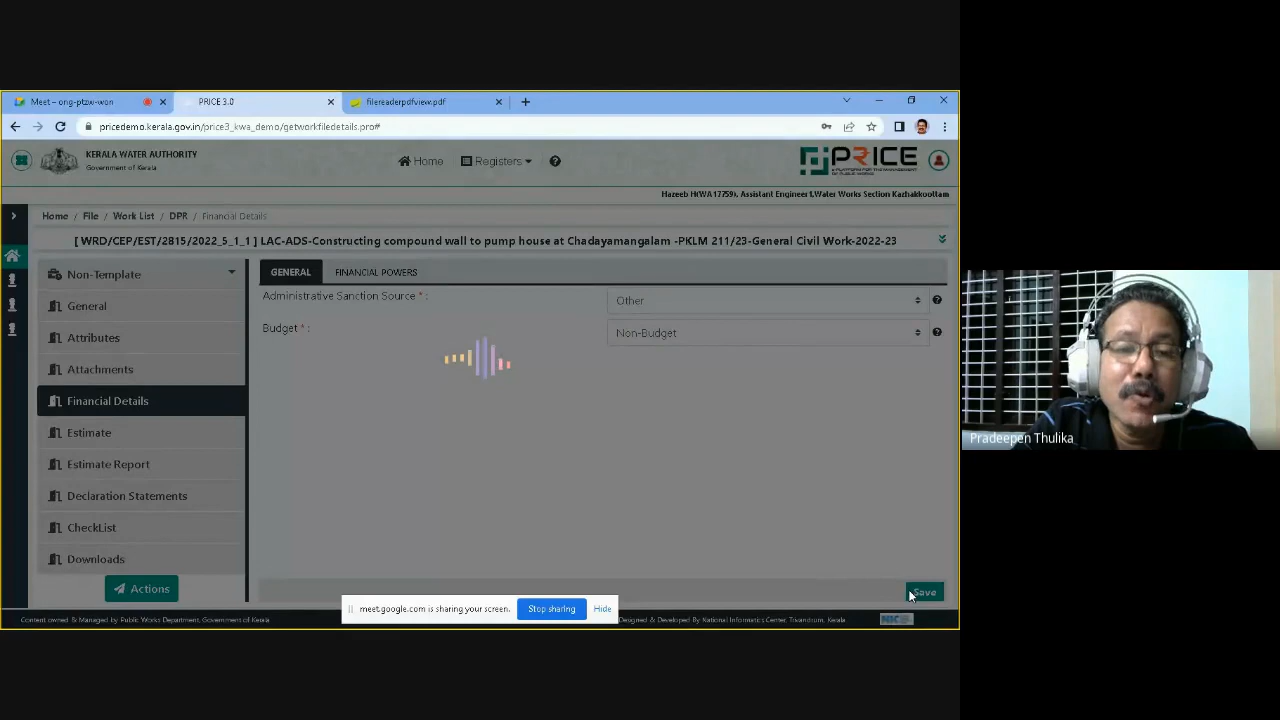 Meet – ong-ptzw-won
PRICE 3.0
filereaderpdfview.pdf
pricedemo.kerala.gov.in/price3_kwa_demo/getworkfiledetails.pro#
KERALA WATER AUTHORITY
Government of Kerala
Home
Registers
PRICE
Hazeeb H(WA17759), Assistant Engineer1,Water Works Section Kazhakkoottam
Home / File / Work List / DPR / Financial Details
[ WRD/CEP/EST/2815/2022_5_1_1 ] LAC-ADS-Constructing compound wall to pump house at Chadayamangalam -PKLM 211/23-General Civil Work-2022-23
Non-Template
General
Attributes
Attachments
Financial Details
Estimate
Estimate Report
Declaration Statements
CheckList
Downloads
Actions
GENERAL
FINANCIAL POWERS
Administrative Sanction Source * :
Other
Budget * :
Non-Budget
Save
meet.google.com is sharing your screen.
Stop sharing
Hide
Content owned & Managed by Public Works Department, Government of Kerala
Designed & Developed By National Informatics Center, Trivandrum, Kerala
NIC
Pradeepen Thulika